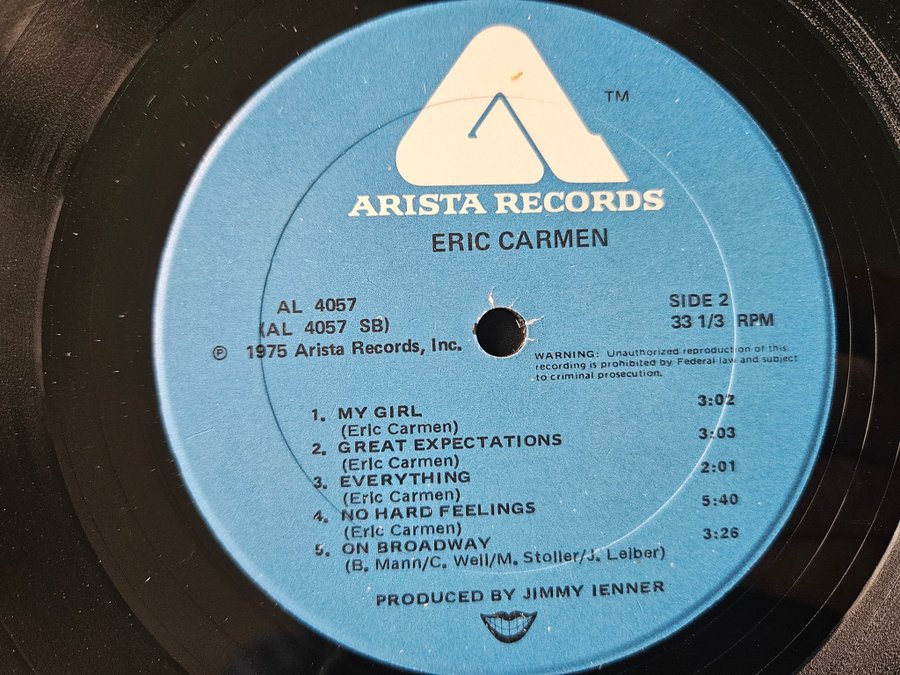 TM
ARISTA RECORDS
ERIC CARMEN
AL 4057
(AL 4057 SB)
℗ 1975 Arista Records, Inc.
SIDE 2
33 1/3 RPM
WARNING: Unauthorized reproduction of this
recording is prohibited by Federal law and subject
to criminal prosecution.
1. MY GIRL 3:02
(Eric Carmen)
2. GREAT EXPECTATIONS 3:03
(Eric Carmen)
3. EVERYTHING 2:01
(Eric Carmen)
4. NO HARD FEELINGS 5:40
(Eric Carmen)
5. ON BROADWAY 3:26
(B. Mann/C. Weil/M. Stoller/J. Leiber)
PRODUCED BY JIMMY IENNER